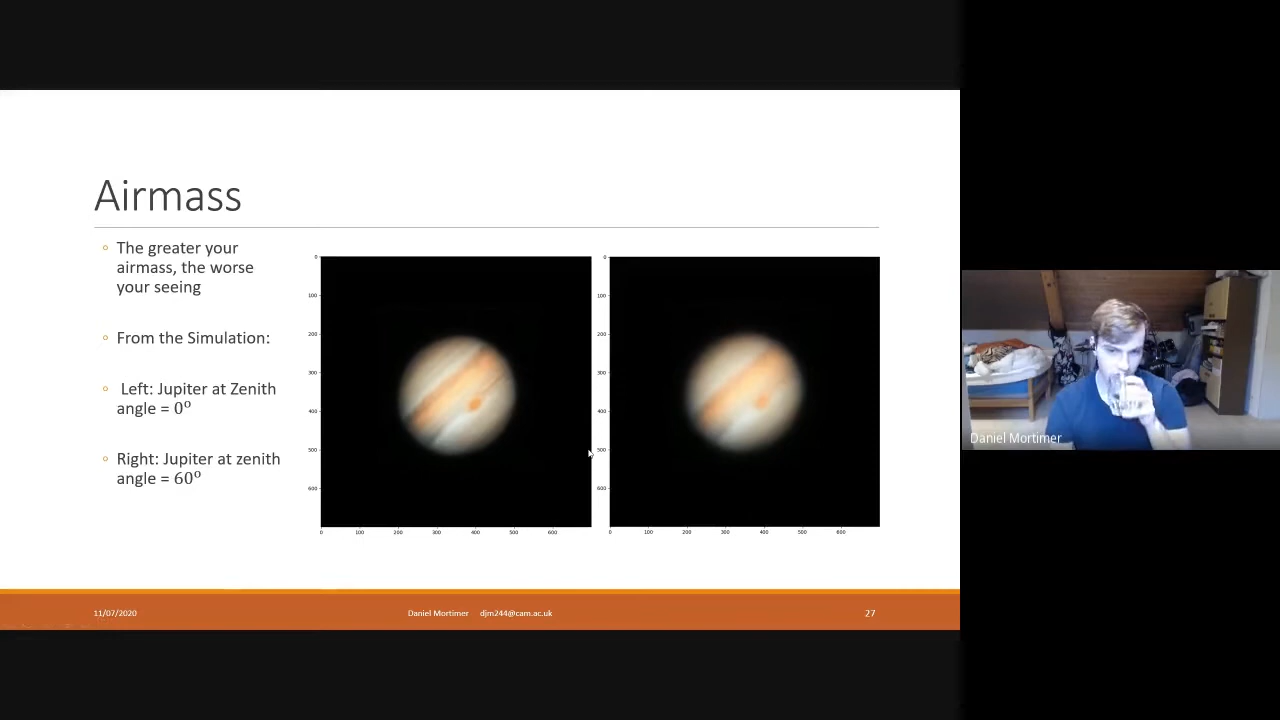 Airmass
◦ The greater your
airmass, the worse
your seeing
◦ From the Simulation:
◦ Left: Jupiter at Zenith
angle = 0º
◦ Right: Jupiter at zenith
angle = 60º
0
100
200
300
400
500
600
0 100 200 300 400 500 600
0
100
200
300
400
500
600
0 100 200 300 400 500 600
11/07/2020 Daniel Mortimer djm244@cam.ac.uk 27
Daniel Mortimer